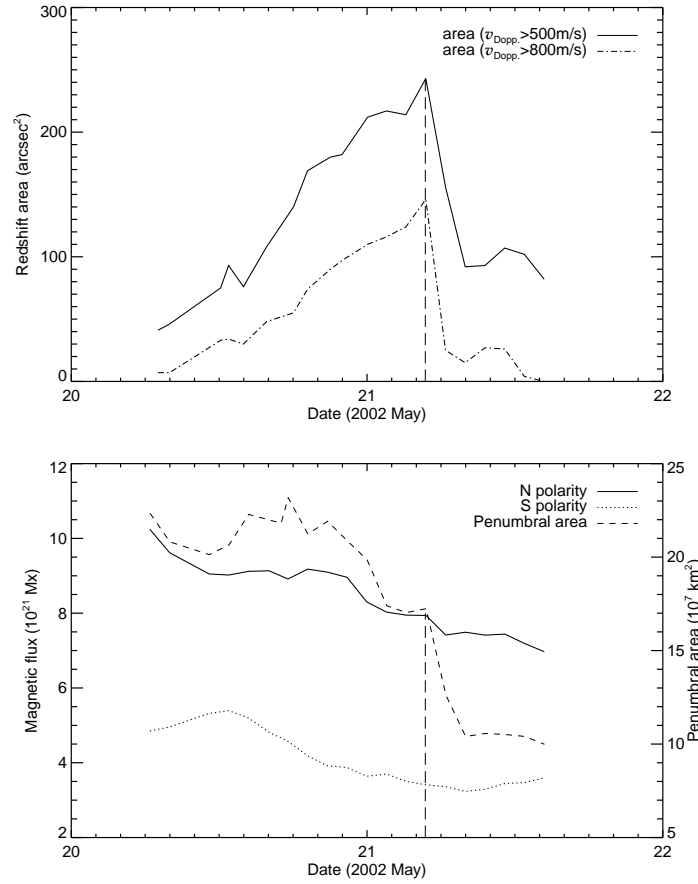 area (v Dopp.>500m/s)
area (v Dopp.>800m/s)
300
200
100
0
Redshift area (arcsec²)
20
21
22
Date (2002 May)
N polarity
S polarity
Penumbral area
12
10
8
6
4
2
Magnetic flux (10²¹ Mx)
25
20
15
10
5
Penumbral area (10⁷ km²)
20
21
22
Date (2002 May)